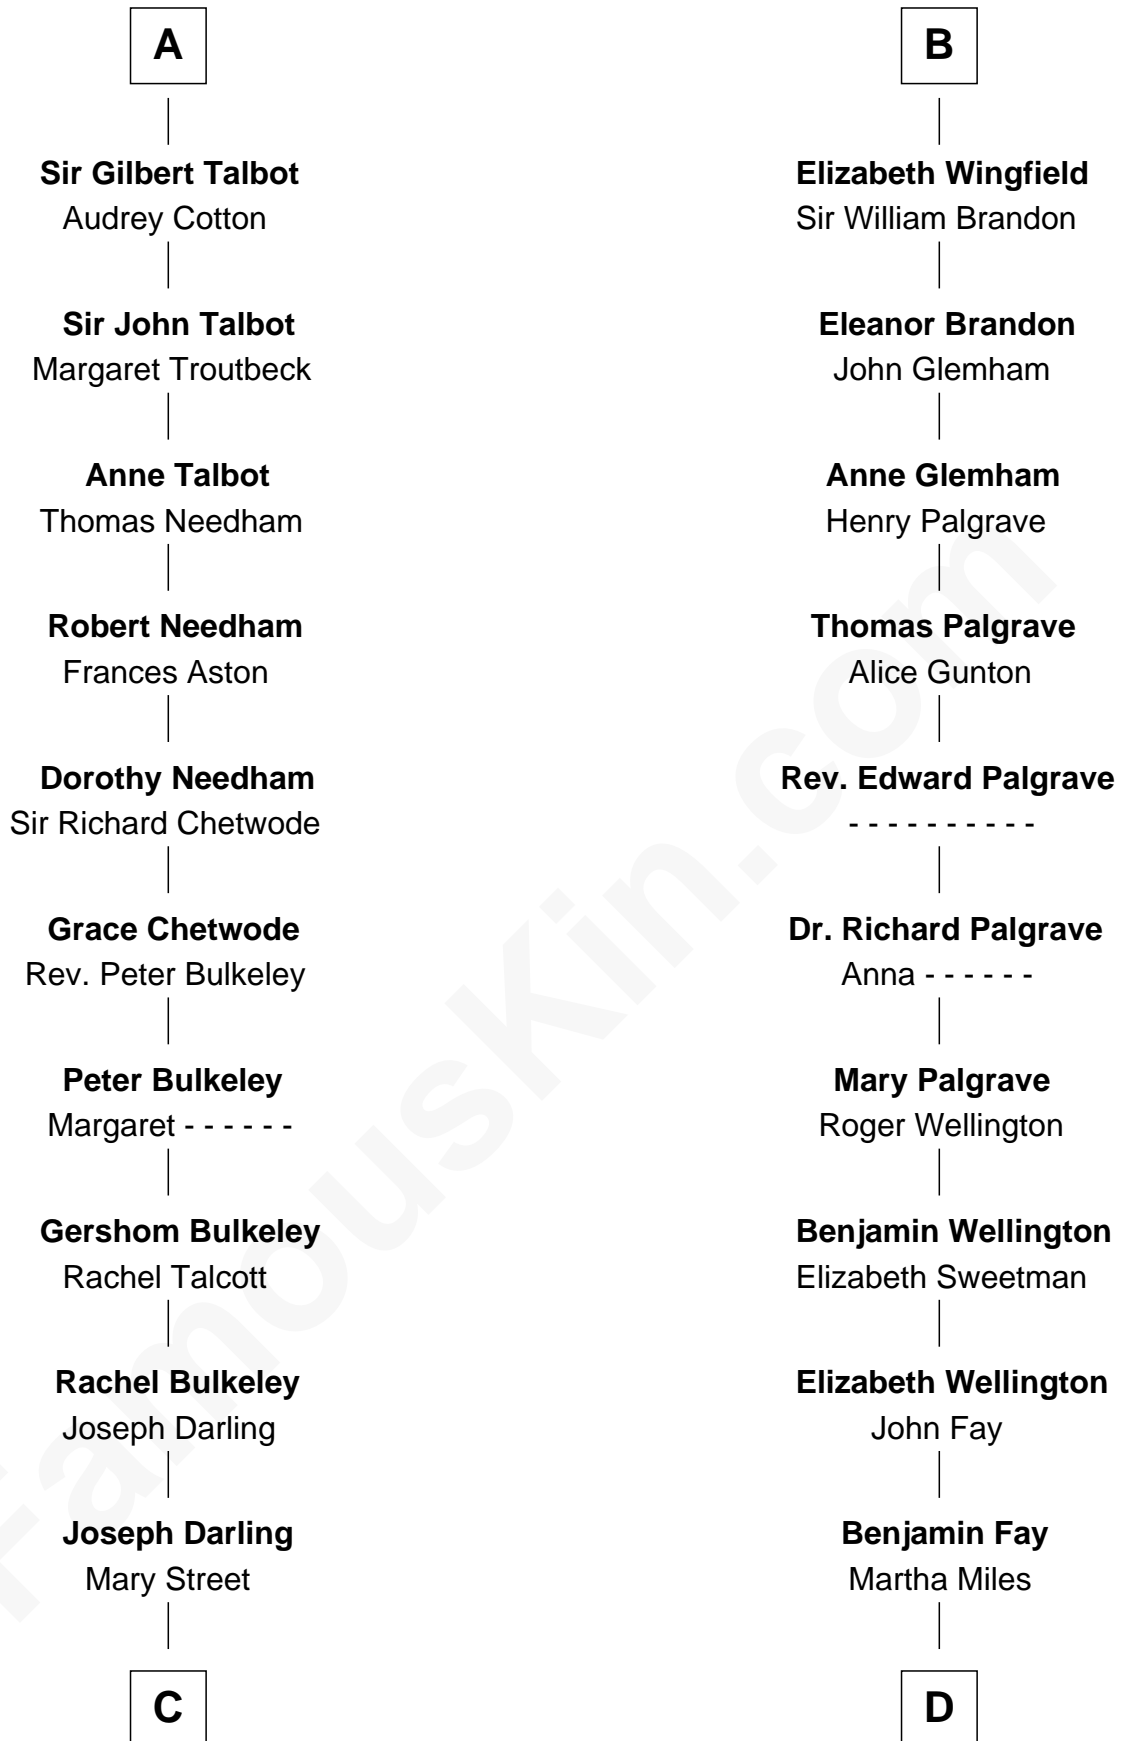 A
Sir Gilbert Talbot
Audrey Cotton
Sir John Talbot
Margaret Troutbeck
Anne Talbot
Thomas Needham
Robert Needham
Frances Aston
Dorothy Needham
Sir Richard Chetwode
Grace Chetwode
Rev. Peter Bulkeley
Peter Bulkeley
Margaret - - - - - -
Gershom Bulkeley
Rachel Talcott
Rachel Bulkeley
Joseph Darling
Joseph Darling
Mary Street
C
B
Elizabeth Wingfield
Sir William Brandon
Eleanor Brandon
John Glemham
Anne Glemham
Henry Palgrave
Thomas Palgrave
Alice Gunton
Rev. Edward Palgrave
- - - - - - - - - -
Dr. Richard Palgrave
Anna - - - - - -
Mary Palgrave
Roger Wellington
Benjamin Wellington
Elizabeth Sweetman
Elizabeth Wellington
John Fay
Benjamin Fay
Martha Miles
D
FamousKin.com